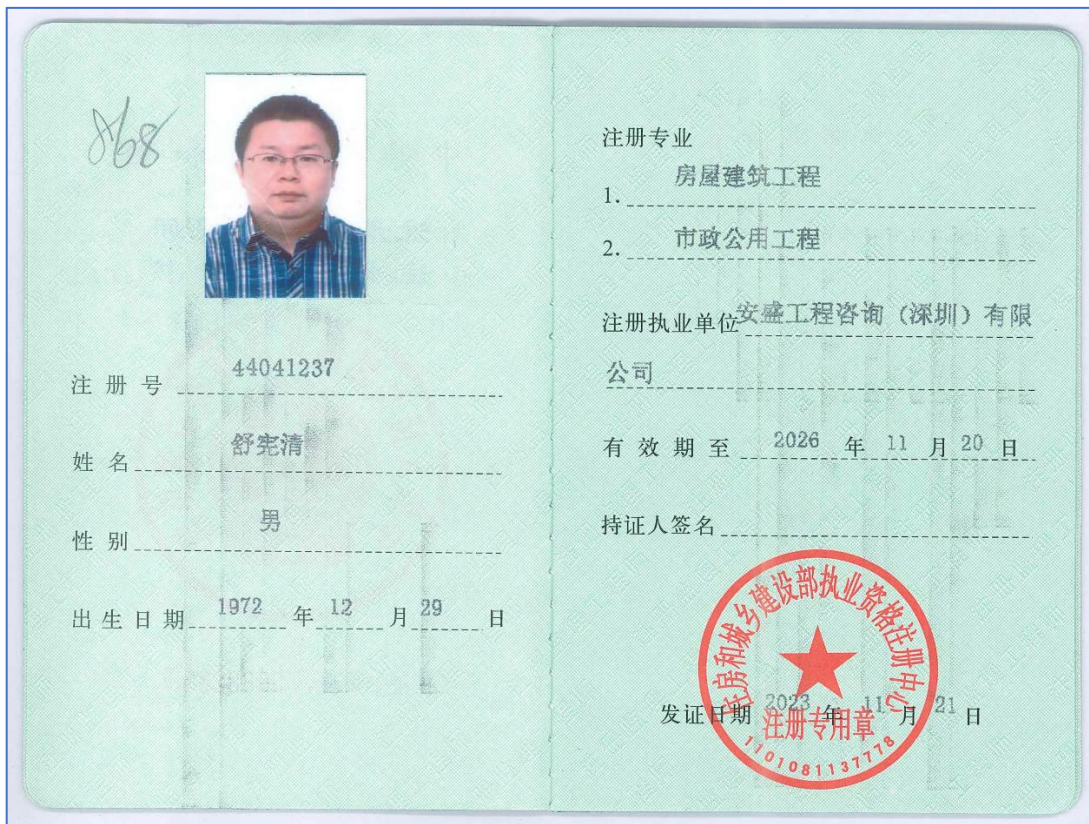 868
注册号 44041237
姓名 舒宪清
性别 男
出生日期 1972 年 12 月 29 日
注册专业
1. 房屋建筑工程
2. 市政公用工程
注册执业单位 安盛工程咨询（深圳）有限
公司
有效期至 2026 年 11 月 20 日
持证人签名
住房和城乡建设部执业资格注册中心
发证日期 2023 年 11 月 21 日
注册专用章
1101081137778